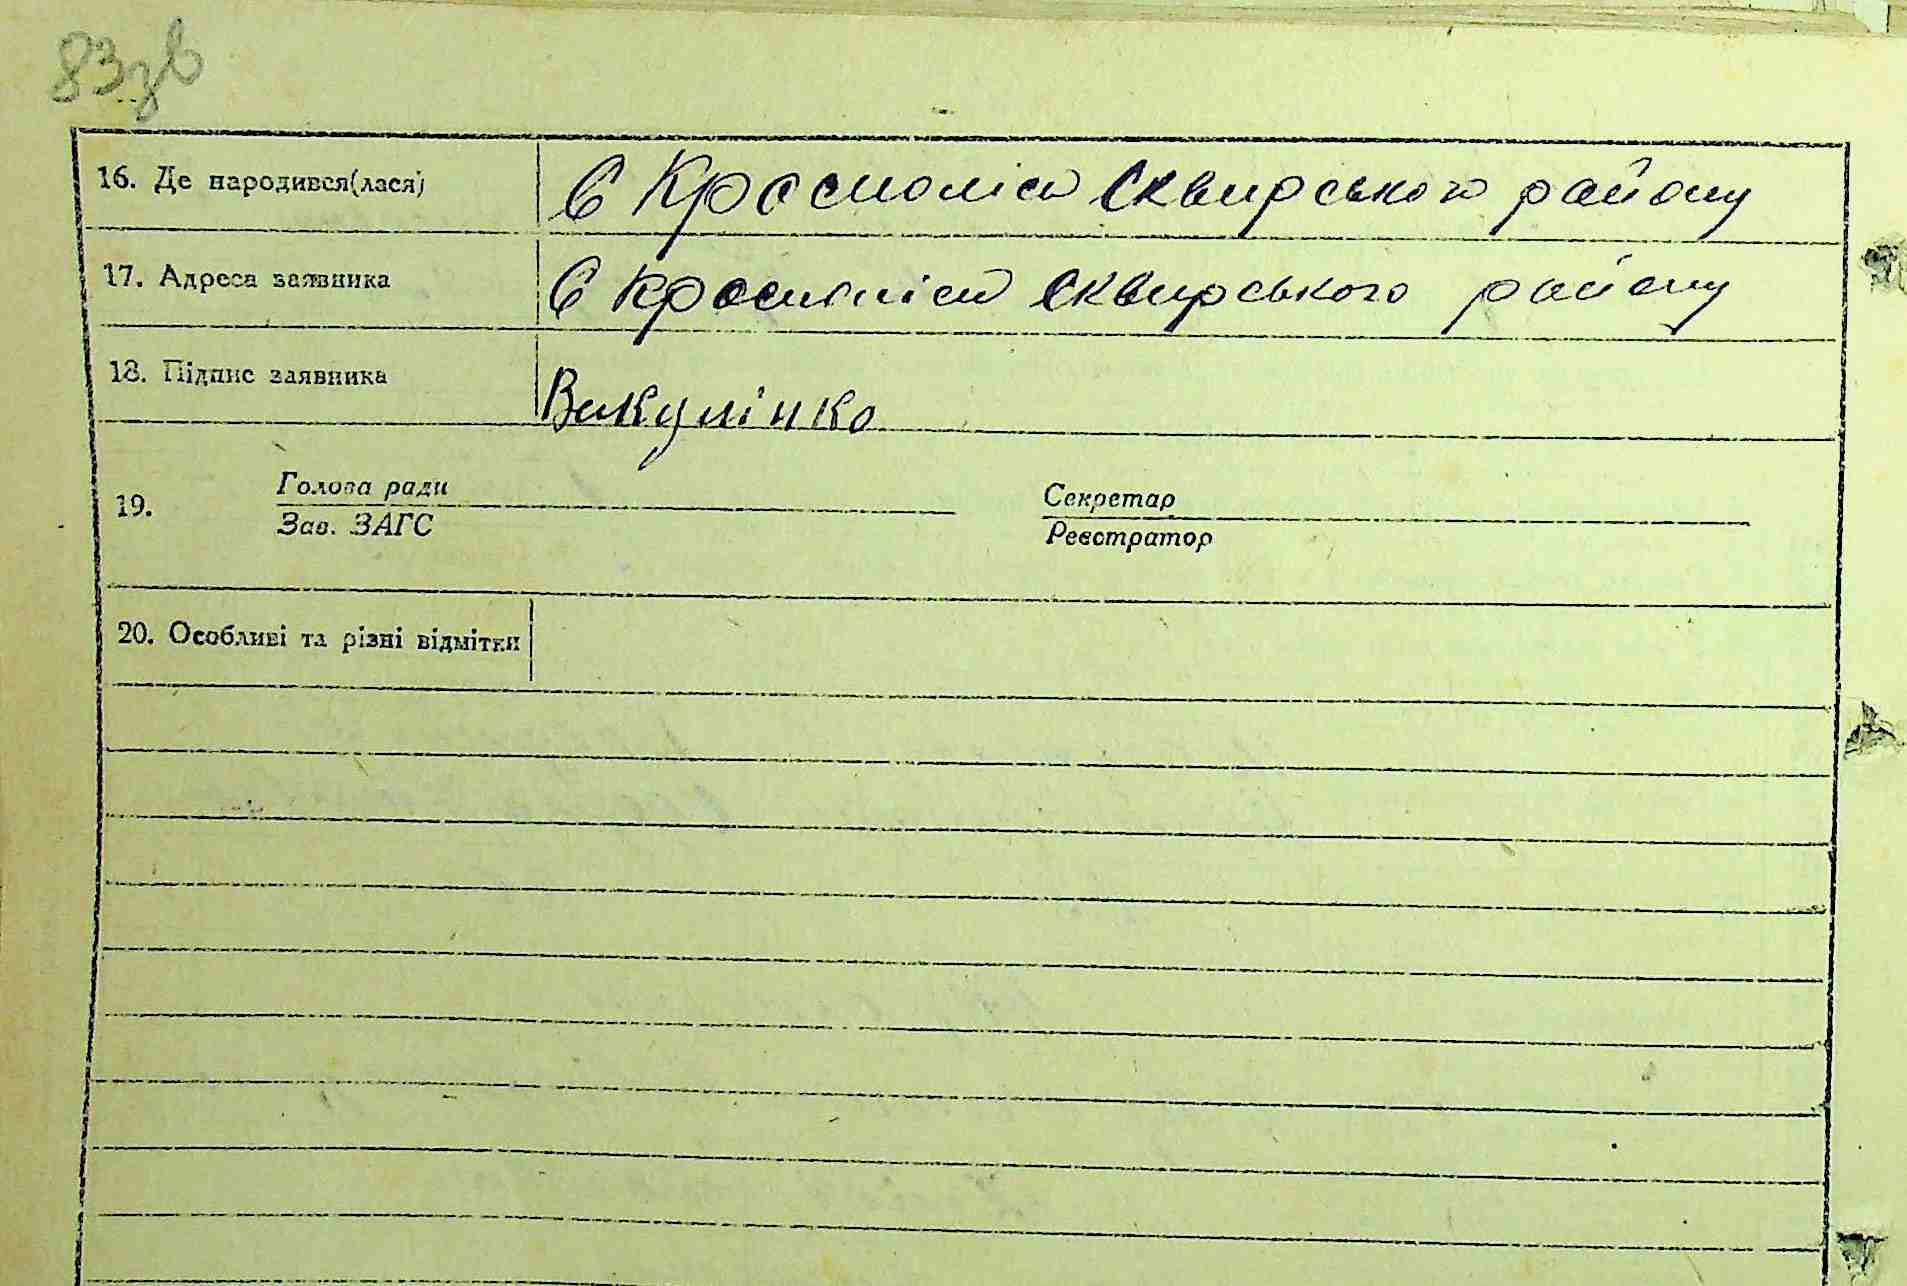 83зв
16. Де народився(лася) С Красноліси Сквирського району
17. Адреса заявника С Красноліси Сквирського району
18. Підпис заявника Вакулінко
19. Голова ради Секретар
Зав. ЗАГС Реєстратор
20. Особливі та різні відмітки